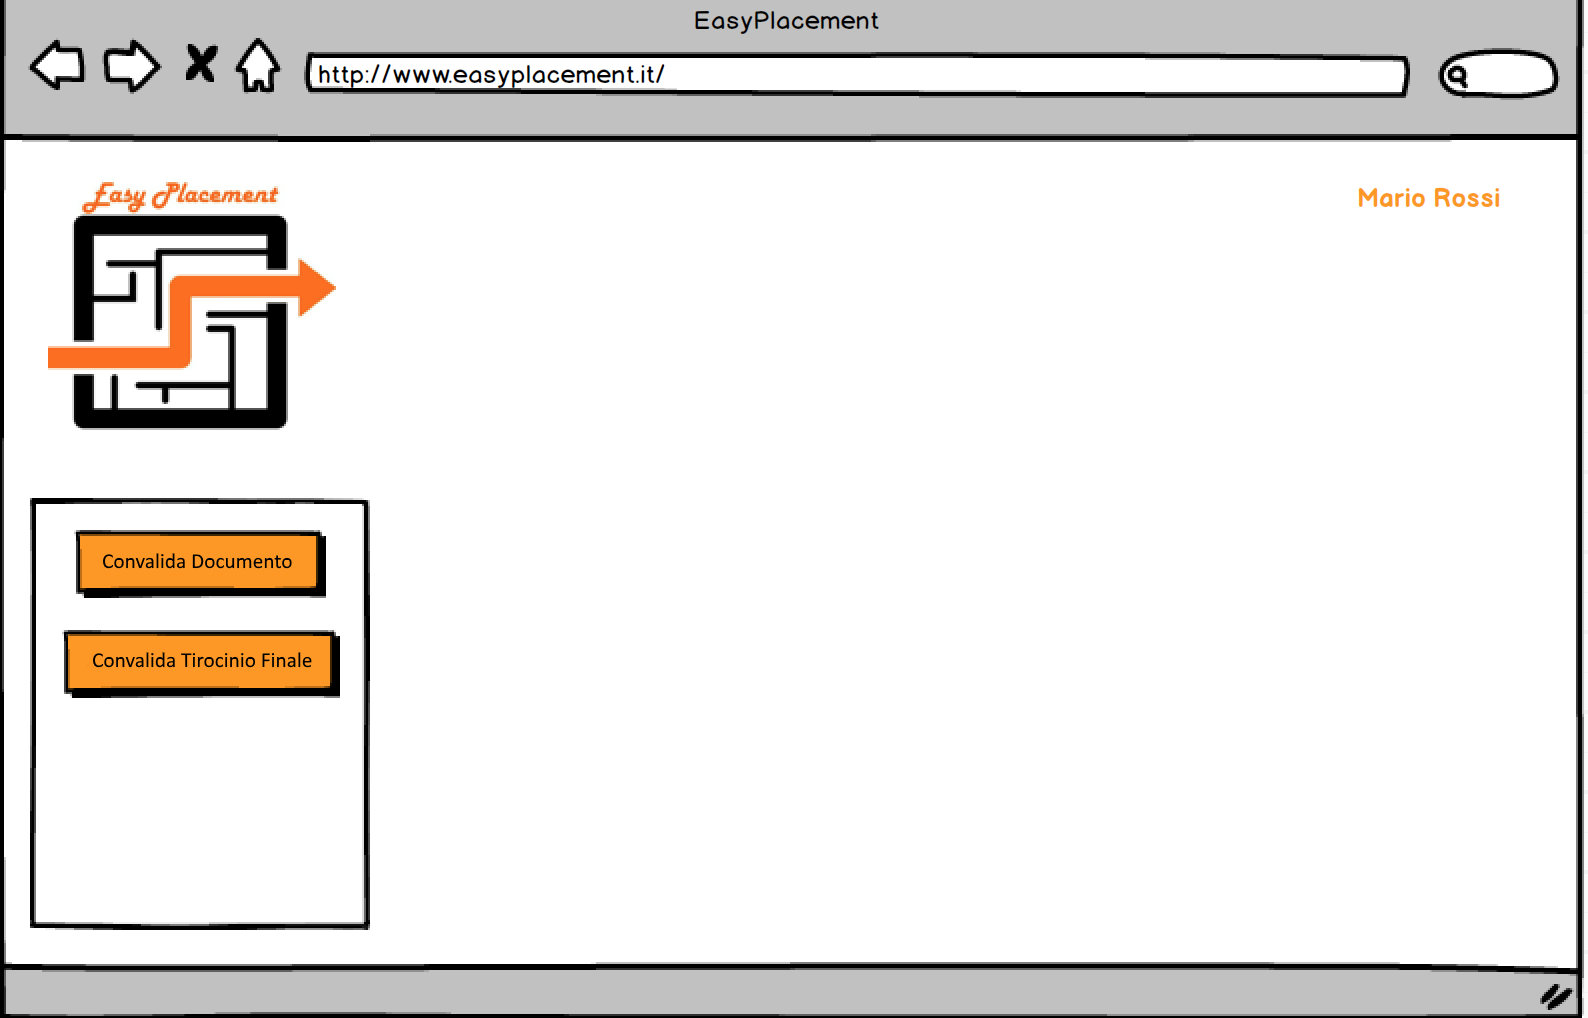 EasyPlacement
http://www.easyplacement.it/
Easy Placement
Mario Rossi
Convalida Documento
Convalida Tirocinio Finale